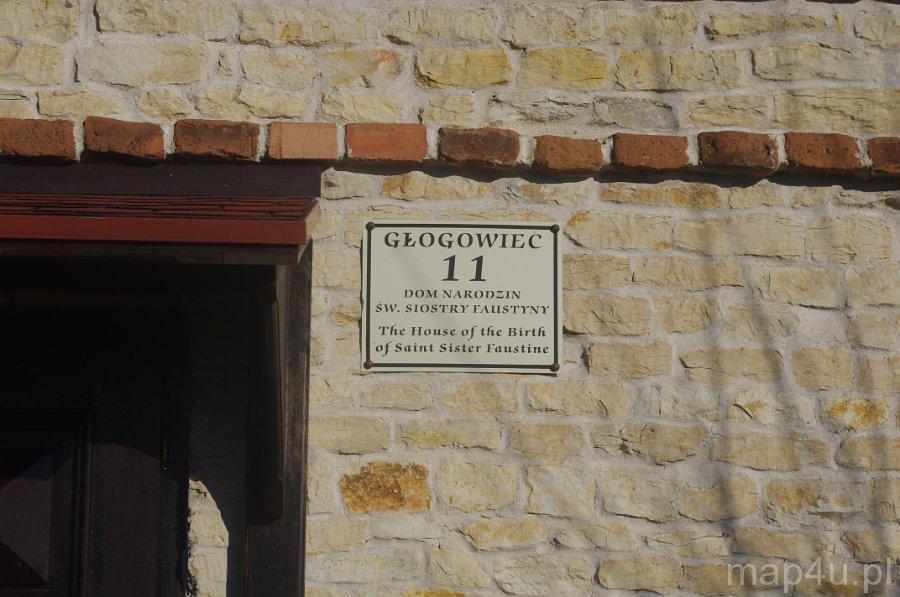 GŁOGOWIEC
11
DOM NARODZIN
ŚW. SIOSTRY FAUSTYNY
The House of the Birth
of Saint Sister Faustine
map4u.pl